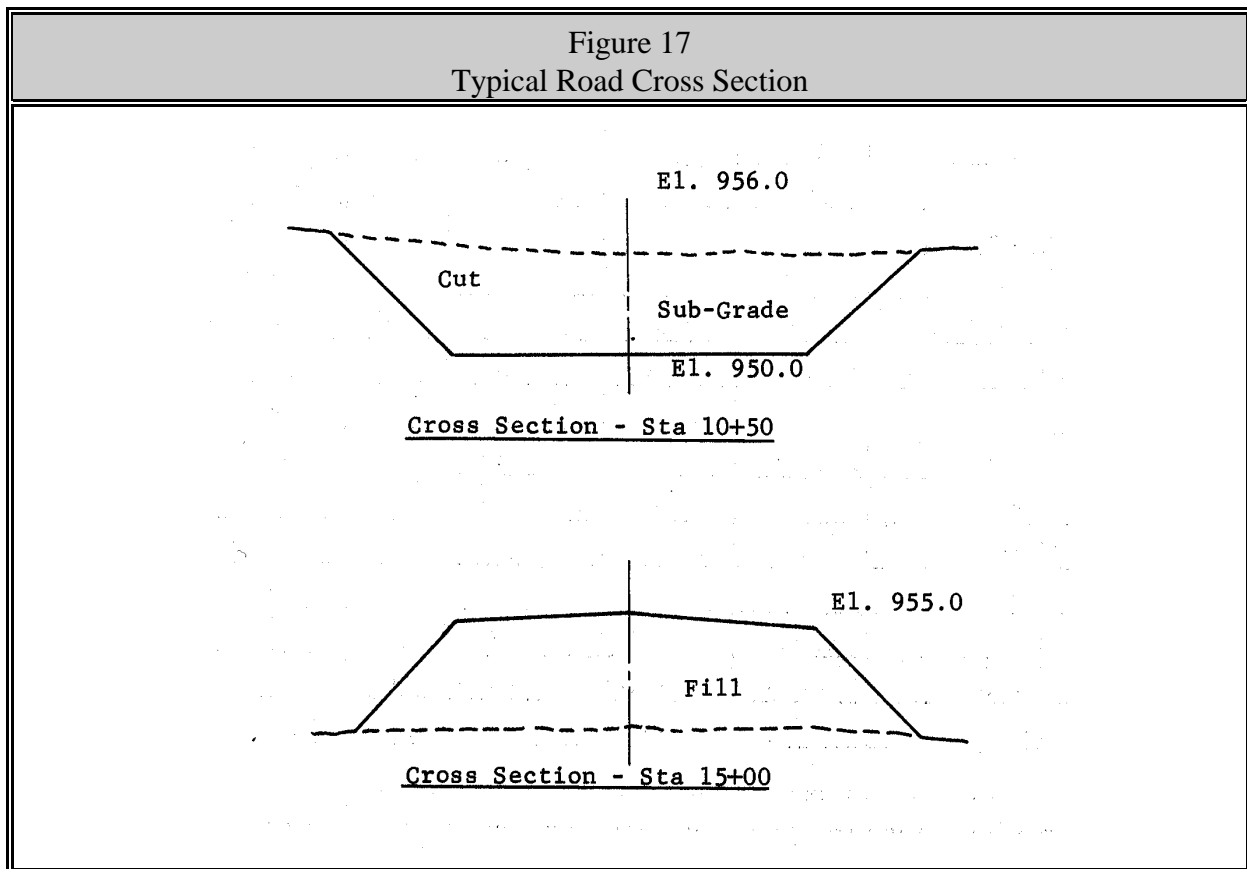 Figure 17
Typical Road Cross Section
El. 956.0
Cut
Sub-Grade
El. 950.0
Cross Section - Sta 10+50
El. 955.0
Fill
Cross Section - Sta 15+00